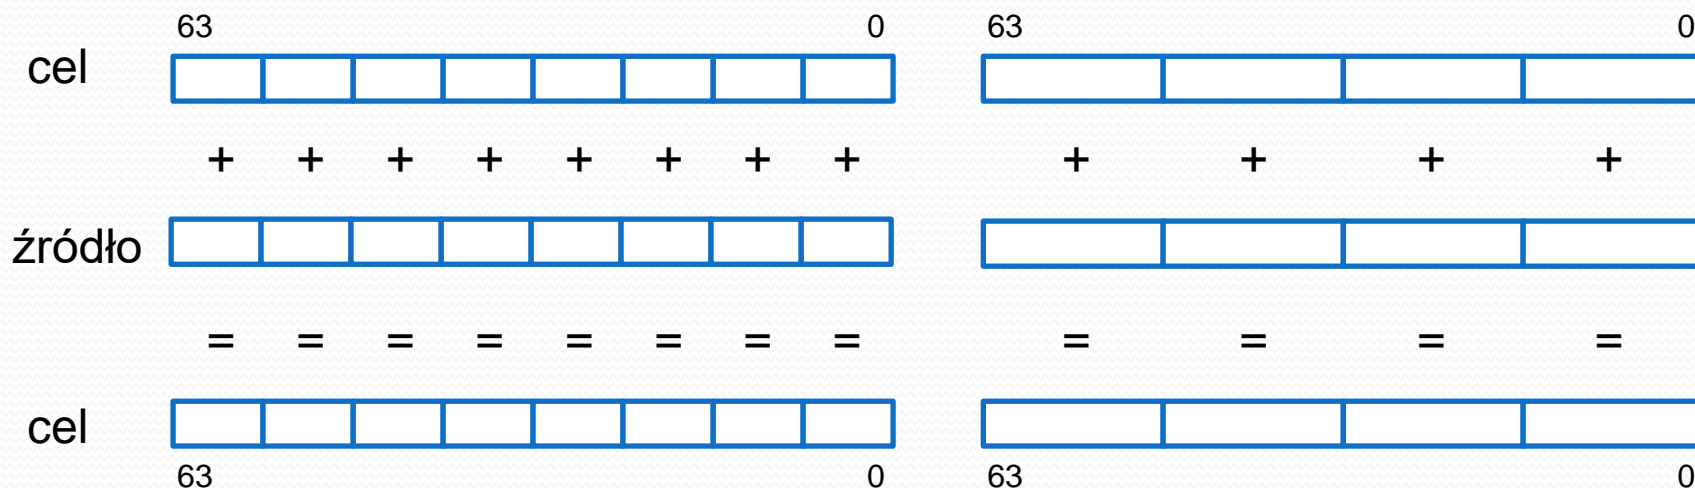 63 0 63 0
cel
+ + + + + + + + + + + +
źródło
= = = = = = = = = = = =
cel
63 0 63 0